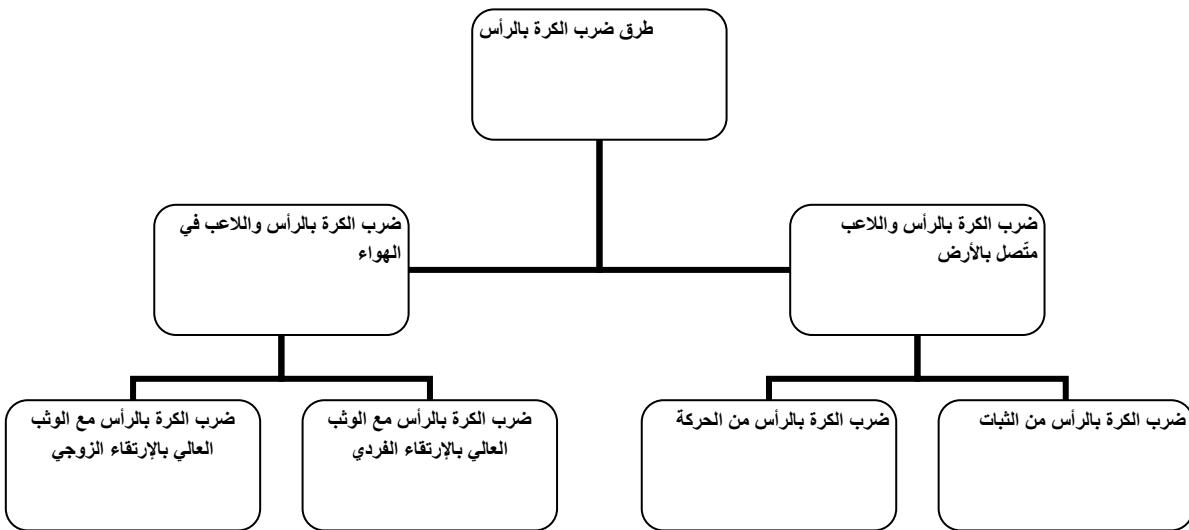 طرق ضرب الكرة بالرأس
ضرب الكرة بالرأس واللاعب
متّصل بالأرض
ضرب الكرة بالرأس واللاعب في
الهواء
ضرب الكرة بالرأس من الثبات
ضرب الكرة بالرأس من الحركة
ضرب الكرة بالرأس مع الوثب
العالي بالإرتقاء الفردي
ضرب الكرة بالرأس مع الوثب
العالي بالإرتقاء الزوجي